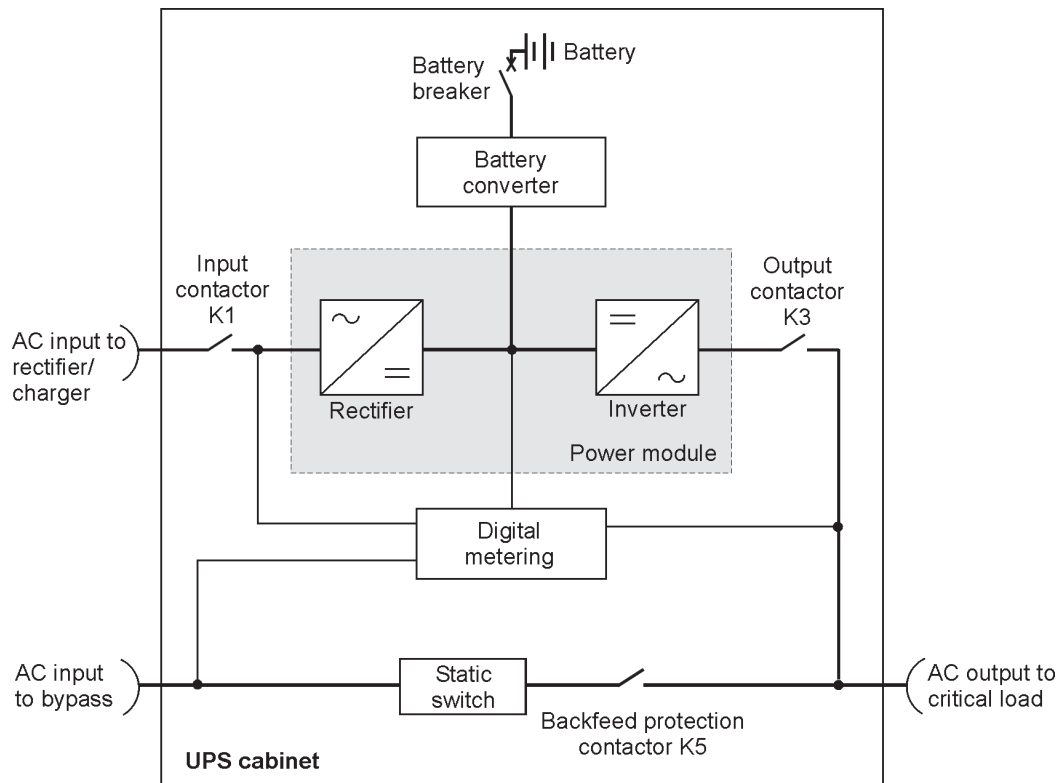 Battery
Battery
breaker
Battery
converter
Input
contactor
K1
Output
contactor
K3
AC input to
rectifier/
charger
Rectifier
Inverter
Power module
Digital
metering
AC input
to bypass
Static
switch
Backfeed protection
contactor K5
AC output to
critical load
UPS cabinet